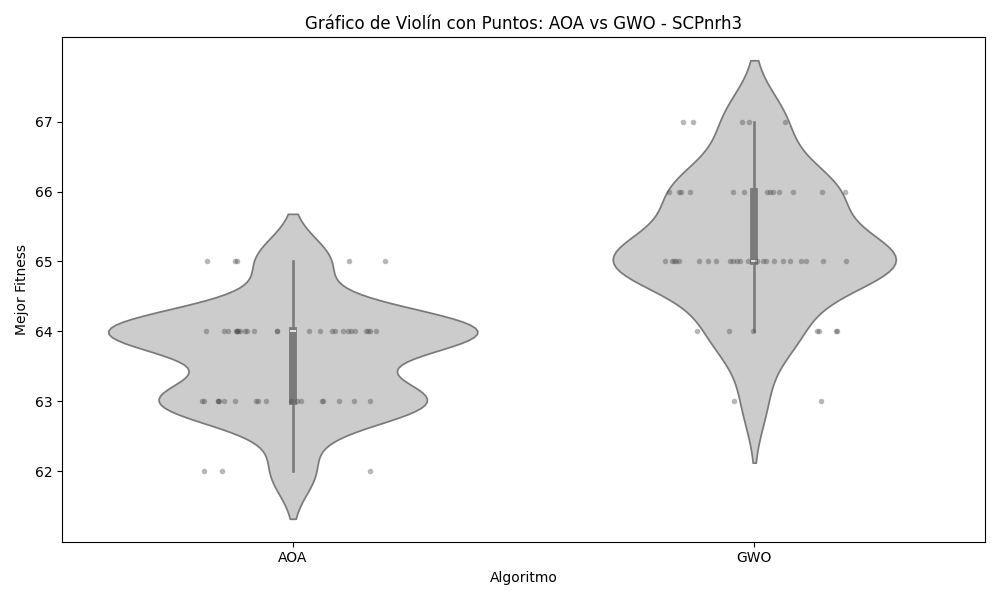 Gráfico de Violín con Puntos: AOA vs GWO - SCPnrh3
Mejor Fitness
67
66
65
64
63
62
AOA
GWO
Algoritmo